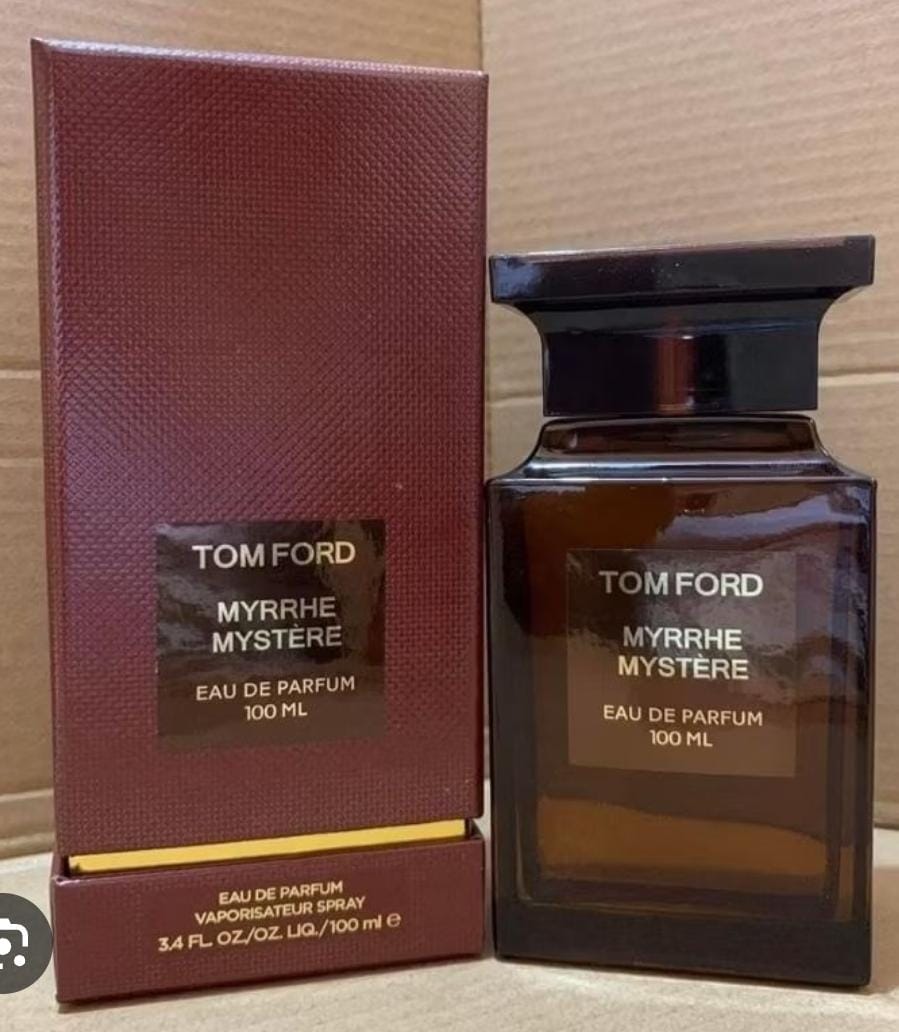 TOM FORD
MYRRHE
MYSTÈRE
EAU DE PARFUM
100 ML
EAU DE PARFUM
VAPORISATEUR SPRAY
3.4 FL. OZ./OZ. LIQ./100 ml ℮
TOM FORD
MYRRHE
MYSTÈRE
EAU DE PARFUM
100 ML